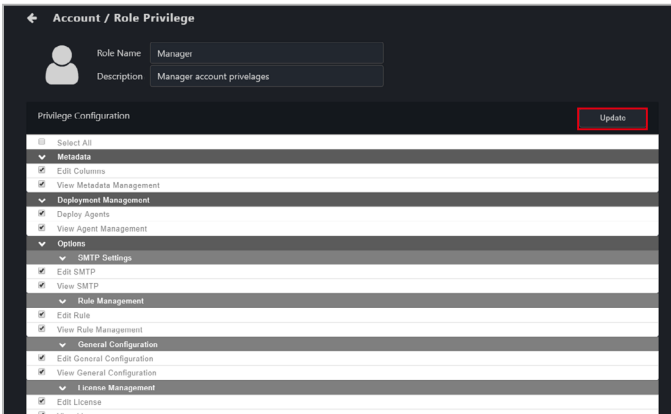 Account / Role Privilege
Role Name Manager
Description Manager account privelages
Privilege Configuration Update
Select All
Metadata
Edit Columns
View Metadata Management
Deployment Management
Deploy Agents
View Agent Management
Options
SMTP Settings
Edit SMTP
View SMTP
Rule Management
Edit Rule
View Rule Management
General Configuration
Edit General Configuration
View General Configuration
License Management
Edit License